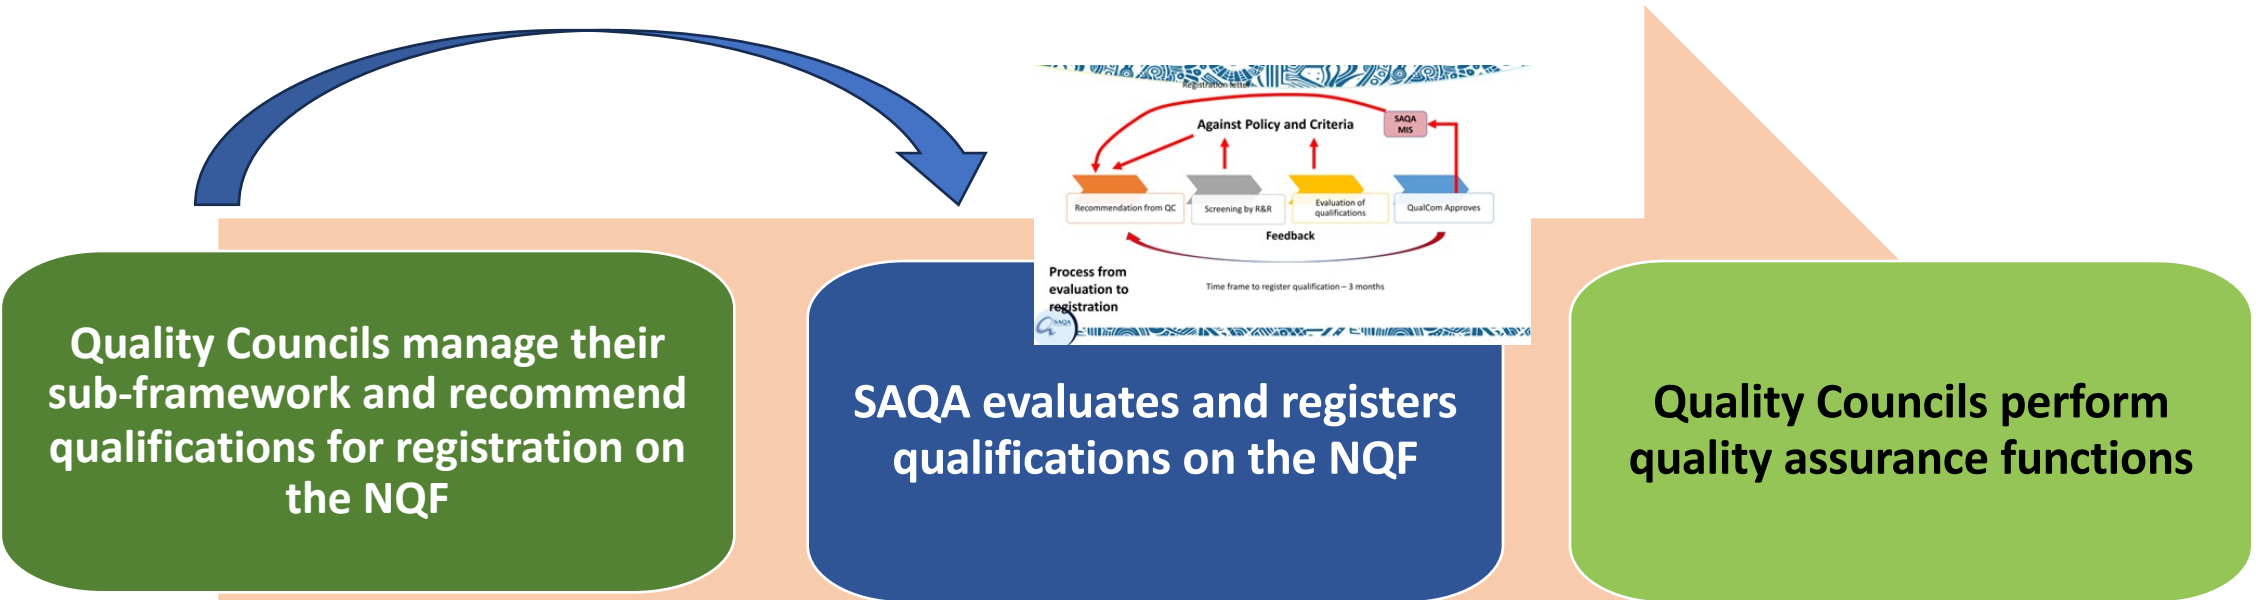 Quality Councils manage their
sub-framework and recommend
qualifications for registration on
the NQF
Registration letter
Against Policy and Criteria
SAQA
MIS
Recommendation from QC
Screening by R&R
Evaluation of
qualifications
QualCom Approves
Feedback
Process from
evaluation to
registration
Time frame to register qualification – 3 months
SAQA
SAQA evaluates and registers
qualifications on the NQF
Quality Councils perform
quality assurance functions